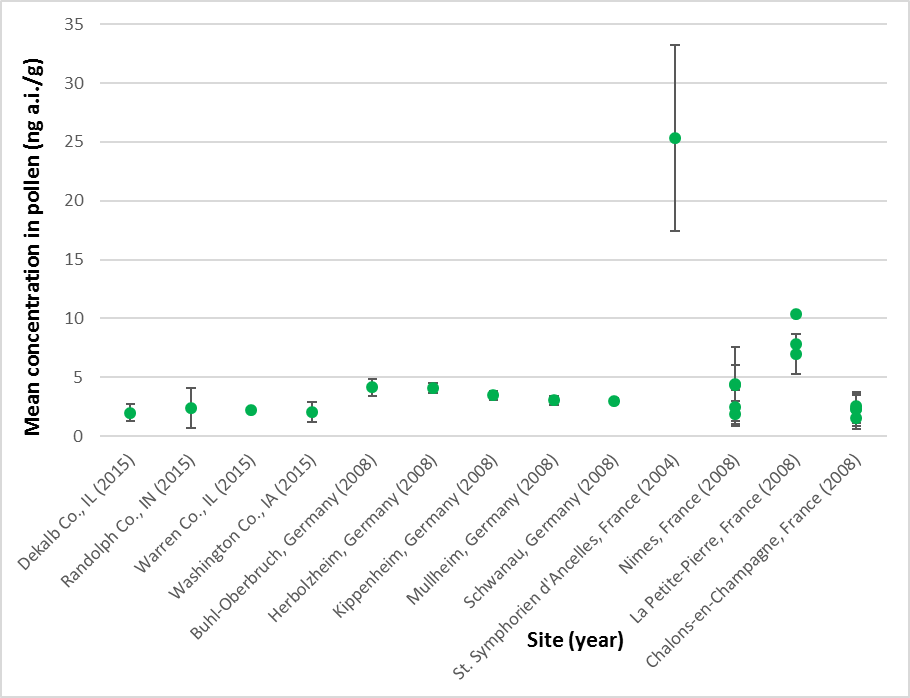 35
30
25
20
15
10
5
0
Mean concentration in pollen (ng a.i./g)
Dekalb Co., IL (2015)
Randolph Co., IN (2015)
Warren Co., IL (2015)
Washington Co., IA (2015)
Buhl-Oberbruch, Germany (2008)
Herbolzheim, Germany (2008)
Kippenheim, Germany (2008)
Mullheim, Germany (2008)
Schwanau, Germany (2008)
St. Symphorien d'Ancelles, France (2004)
Nimes, France (2008)
La Petite-Pierre, France (2008)
Chalons-en-Champagne, France (2008)
Site (year)